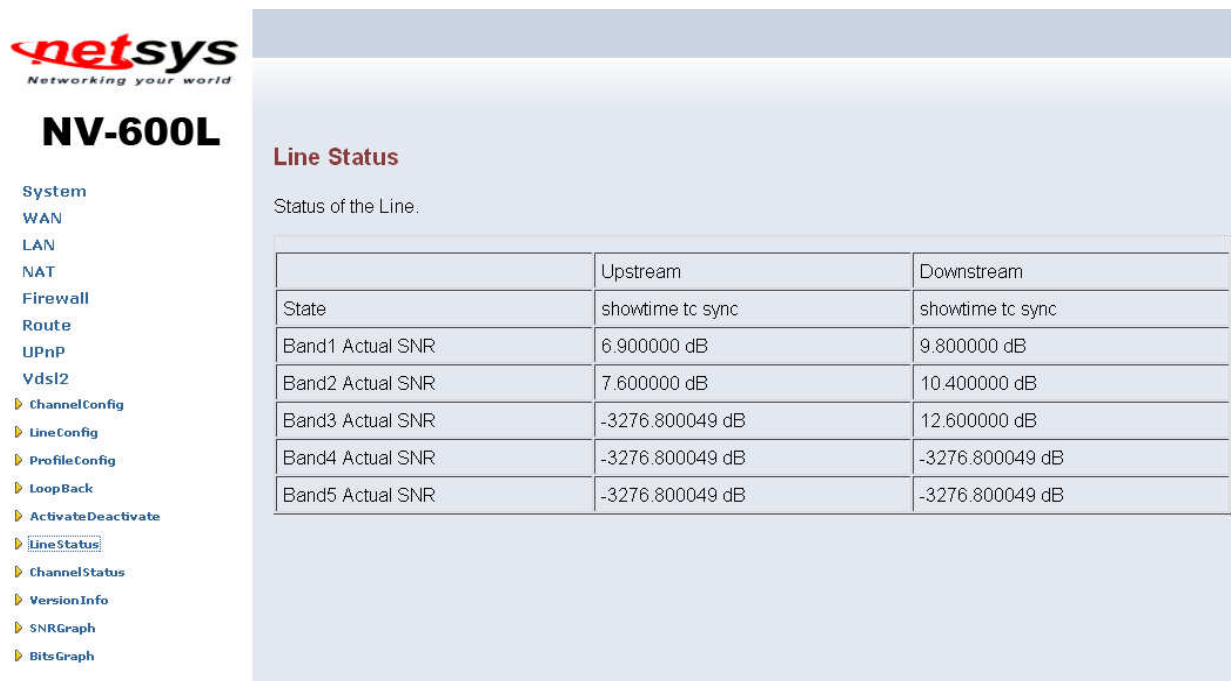 netsys
Networking your world
NV-600L
System
WAN
LAN
NAT
Firewall
Route
UPnP
Vdsl2
ChannelConfig
LineConfig
ProfileConfig
LoopBack
ActivateDeactivate
LineStatus
ChannelStatus
VersionInfo
SNRGraph
BitsGraph
Line Status
Status of the Line.
Upstream Downstream
State showtime tc sync showtime tc sync
Band1 Actual SNR 6.900000 dB 9.800000 dB
Band2 Actual SNR 7.600000 dB 10.400000 dB
Band3 Actual SNR -3276.800049 dB 12.600000 dB
Band4 Actual SNR -3276.800049 dB -3276.800049 dB
Band5 Actual SNR -3276.800049 dB -3276.800049 dB